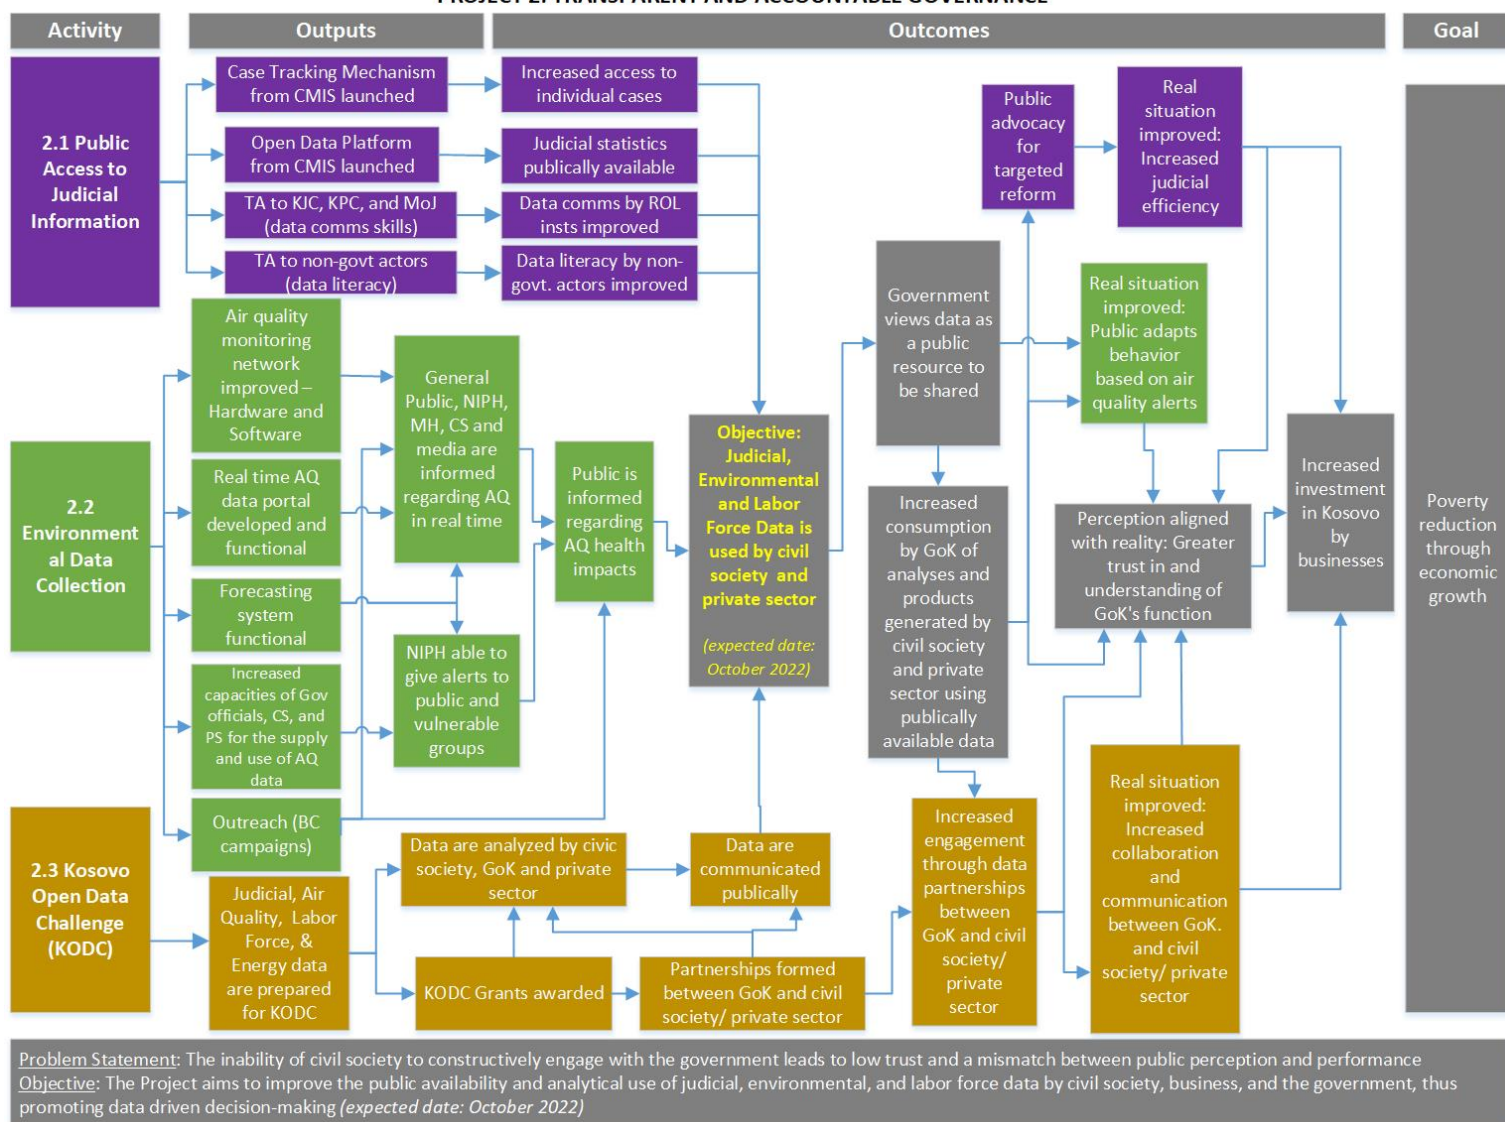 PROJECT 2: TRANSPARENT AND ACCOUNTABLE GOVERNANCE
Activity
Outputs
Outcomes
Goal
2.1 Public
Access to
Judicial
Information
Case Tracking Mechanism
from CMIS launched
Increased access to
individual cases
Open Data Platform
from CMIS launched
Judicial statistics
publically available
TA to KJC, KPC, and MoJ
(data comms skills)
Data comms by ROL
insts improved
TA to non-govt actors
(data literacy)
Data literacy by non-
govt. actors improved
Public
advocacy
for
targeted
reform
Real
situation
improved:
Increased
judicial
efficiency
2.2
Environment
al Data
Collection
Air quality
monitoring
network
improved –
Hardware and
Software
Real time AQ
data portal
developed and
functional
Forecasting
system
functional
Increased
capacities of Gov
officials, CS, and
PS for the supply
and use of AQ
data
Outreach (BC
campaigns)
General
Public, NIPH,
MH, CS and
media are
informed
regarding AQ
in real time
NIPH able to
give alerts to
public and
vulnerable
groups
Public is
informed
regarding
AQ health
impacts
Objective:
Judicial,
Environmental
and Labor
Force Data is
used by civil
society and
private sector
(expected date:
October 2022)
Government
views data as
a public
resource to
be shared
Increased
consumption
by GoK of
analyses and
products
generated by
civil society
and private
sector using
publically
available data
Real situation
improved:
Public adapts
behavior
based on air
quality alerts
Perception aligned
with reality: Greater
trust in and
understanding of
GoK's function
Increased
investment
in Kosovo
by
businesses
Poverty
reduction
through
economic
growth
2.3 Kosovo
Open Data
Challenge
(KODC)
Judicial, Air
Quality, Labor
Force, &
Energy data
are prepared
for KODC
Data are analyzed by civic
society, GoK and private
sector
Data are
communicated
publically
KODC Grants awarded
Partnerships formed
between GoK and civil
society/ private sector
Increased
engagement
through data
partnerships
between
GoK and civil
society/
private
sector
Real situation
improved:
Increased
collaboration
and
communication
between GoK.
and civil
society/ private
sector
Problem Statement: The inability of civil society to constructively engage with the government leads to low trust and a mismatch between public perception and performance
Objective: The Project aims to improve the public availability and analytical use of judicial, environmental, and labor force data by civil society, business, and the government, thus
promoting data driven decision-making (expected date: October 2022)